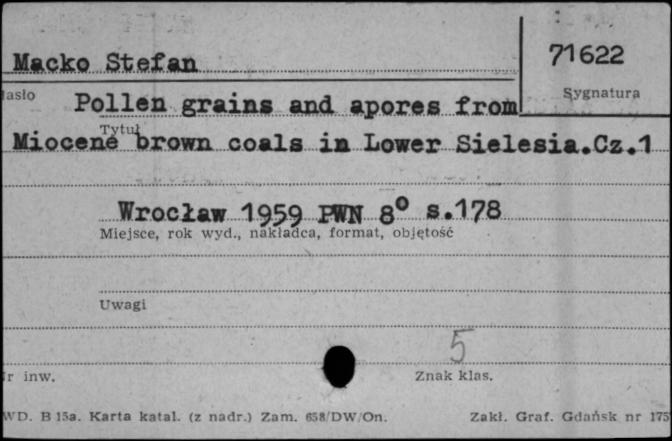 Macko Stefan
71622
Sygnatura
Pollen grains and apores from
Tytuł
Miocene brown coals in Lower Sielesia.Cz.1
Wrocław 1959 PWN 8° s.178
Miejsce, rok wyd., nakładca, format, objętość
Uwagi
5
inw.
Znak klas.
WD. B 15a. Karta katal. (z nadr.) Zam. 658/DW/On.
Zakł. Graf. Gdańsk nr 175